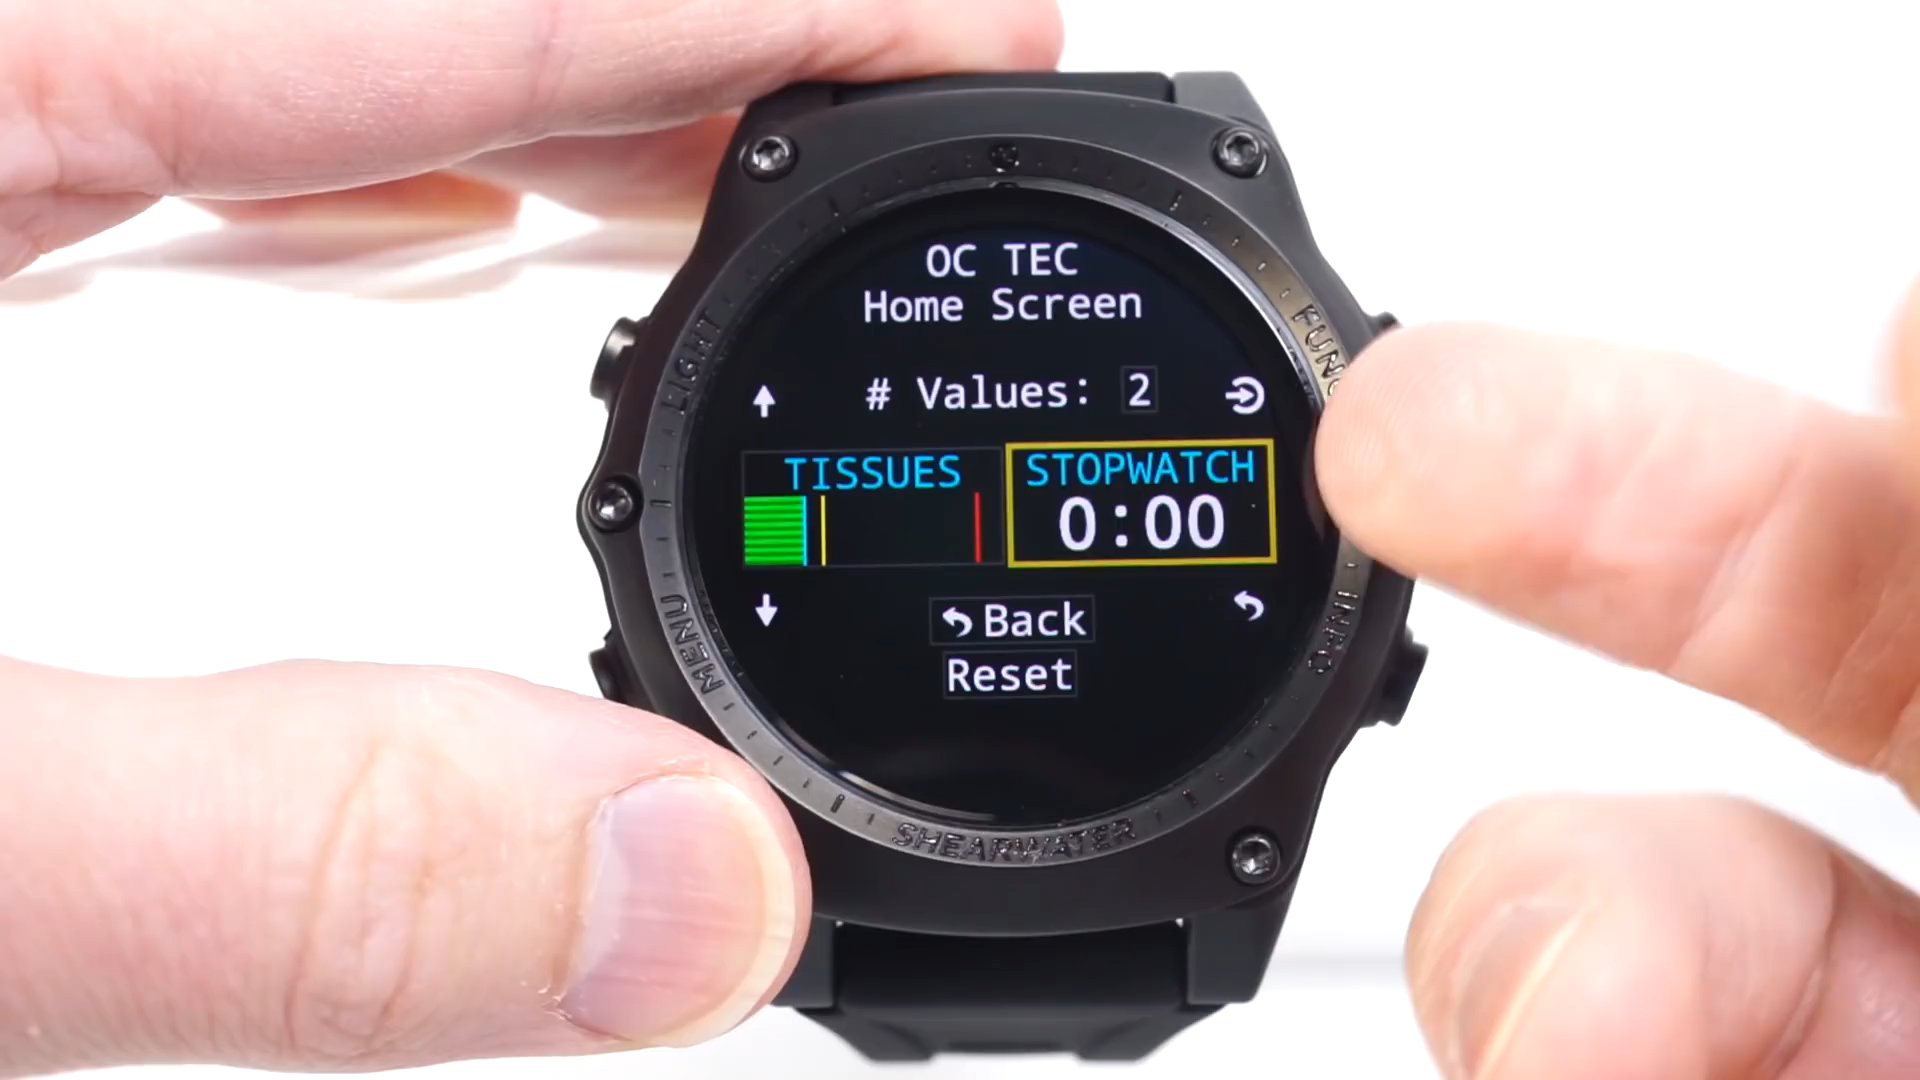 OC TEC
Home Screen
# Values: 2
TISSUES STOPWATCH
0:00
Back
Reset
LIGHT
FUNC
MENU
INFO
SHEARWATER